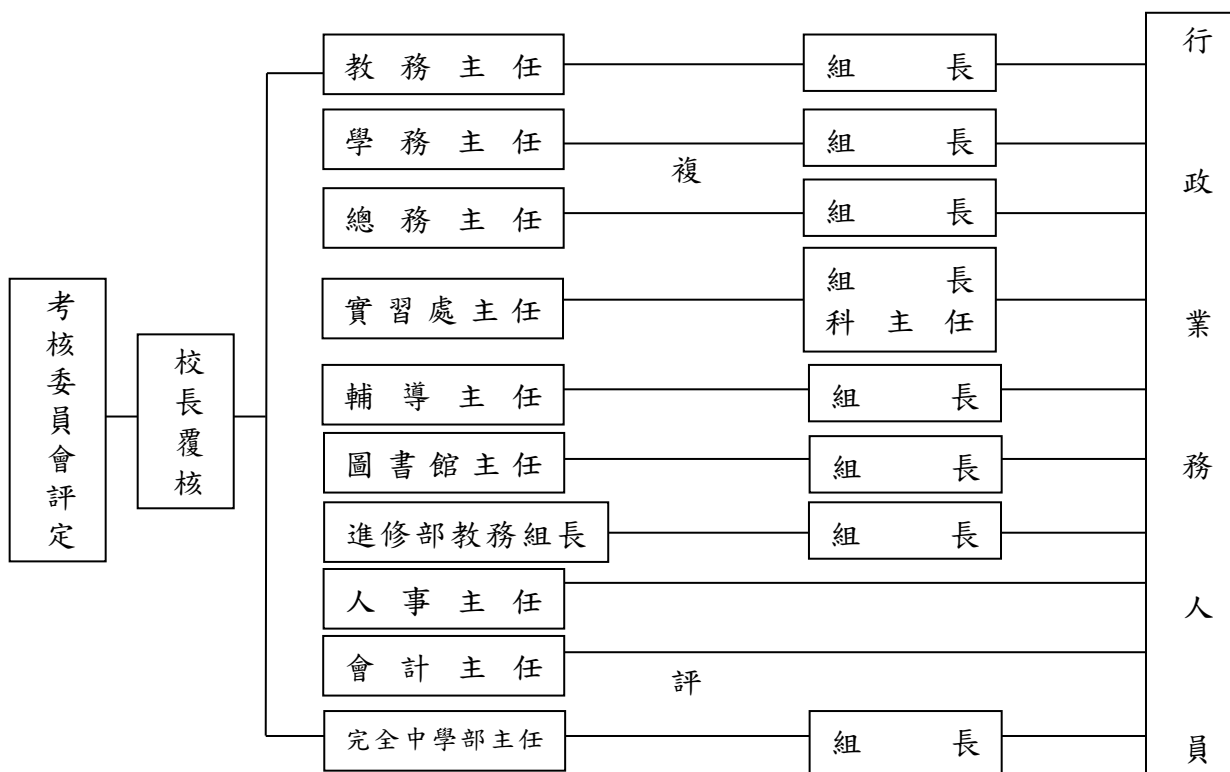 考核委員會評定
校長覆核
教務主任
學務主任
總務主任
實習處主任
輔導主任
圖書館主任
進修部教務組長
人事主任
會計主任
完全中學部主任
複
評
組長
組長
組長
組長
科主任
組長
組長
組長
組長
行政業務人員